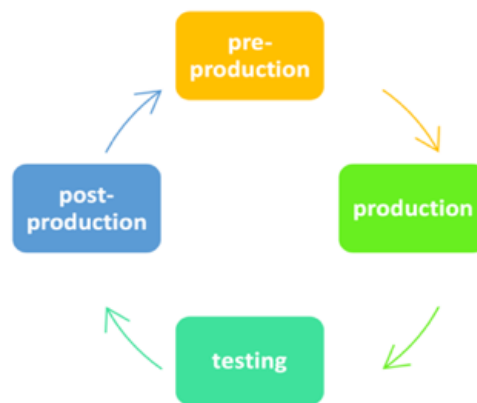 pre-
production
production
testing
post-
production